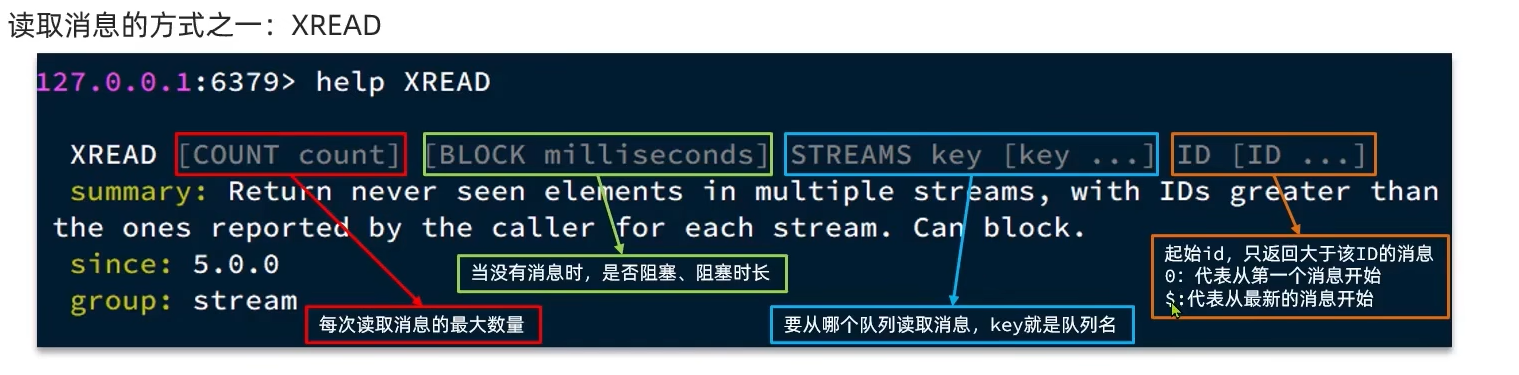 读取消息的方式之一：XREAD
127.0.0.1:6379> help XREAD
XREAD [COUNT count] [BLOCK milliseconds] STREAMS key [key ...] ID [ID ...]
summary: Return never seen elements in multiple streams, with IDs greater than
the ones reported by the caller for each stream. Can block.
since: 5.0.0
group: stream
每次读取消息的最大数量
当没有消息时，是否阻塞、阻塞时长
要从哪个队列读取消息，key就是队列名
起始id，只返回大于该ID的消息
0：代表从第一个消息开始
$:代表从最新的消息开始